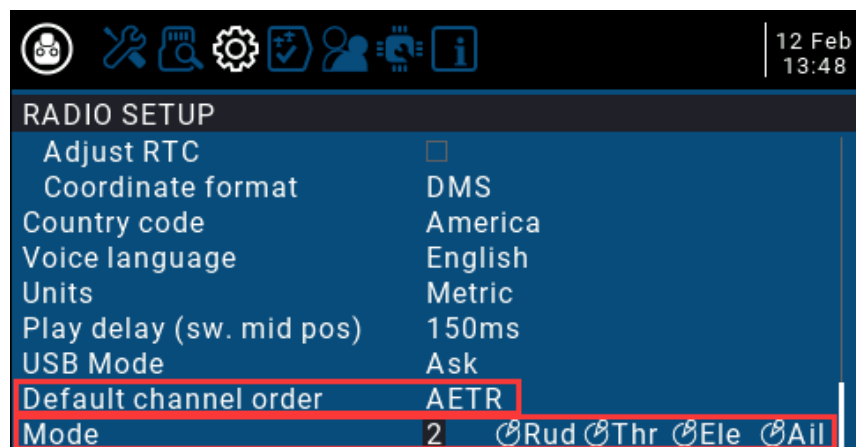 12 Feb
13:48
RADIO SETUP
Adjust RTC
Coordinate format DMS
Country code America
Voice language English
Units Metric
Play delay (sw. mid pos) 150ms
USB Mode Ask
Default channel order AETR
Mode 2 Rud Thr Ele Ail